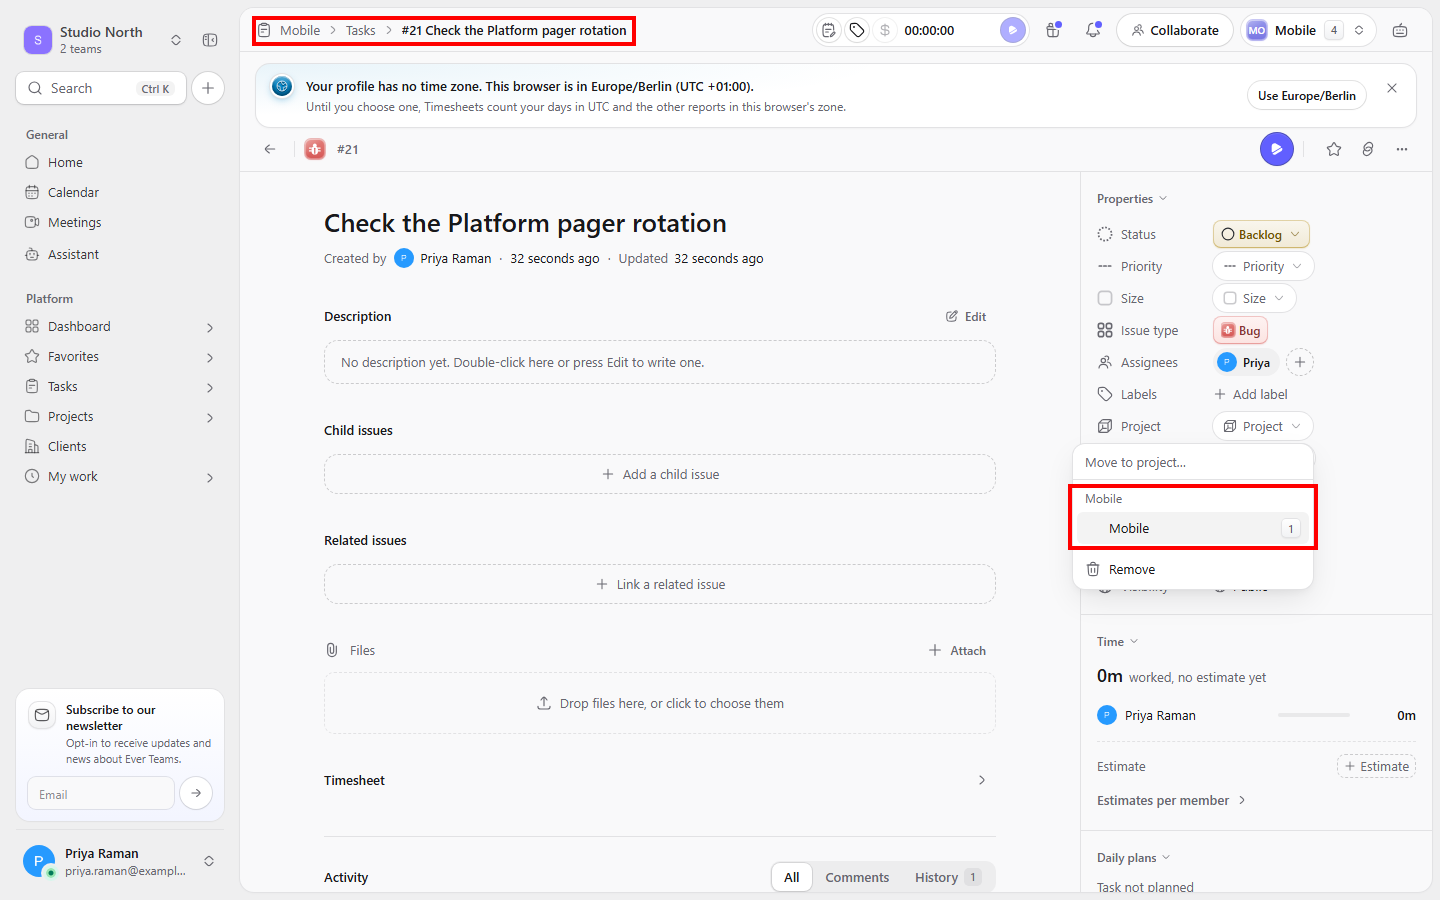 S
Studio North
2 teams
Search
Ctrl K
General
Home
Calendar
Meetings
Assistant
Platform
Dashboard
Favorites
Tasks
Projects
Clients
My work
Subscribe to our
newsletter
Opt-in to receive updates and
news about Ever Teams.
Email
P
Priya Raman
priya.raman@exampl...
Mobile
Tasks
#21 Check the Platform pager rotation
00:00:00
Collaborate
MO
Mobile
4
Your profile has no time zone. This browser is in Europe/Berlin (UTC +01:00).
Until you choose one, Timesheets count your days in UTC and the other reports in this browser's zone.
Use Europe/Berlin
#21
Check the Platform pager rotation
Created by P Priya Raman · 32 seconds ago · Updated 32 seconds ago
Description
Edit
No description yet. Double-click here or press Edit to write one.
Child issues
Add a child issue
Related issues
Link a related issue
Files
Attach
Drop files here, or click to choose them
Timesheet
Activity
All
Comments
History 1
Properties
Status
Backlog
Priority
Priority
Size
Size
Issue type
Bug
Assignees
P Priya
Labels
Add label
Project
Project
Move to project...
Mobile
Mobile
1
Remove
Time
0m worked, no estimate yet
P Priya Raman
0m
Estimate
Estimate
Estimates per member
Daily plans
Task not planned